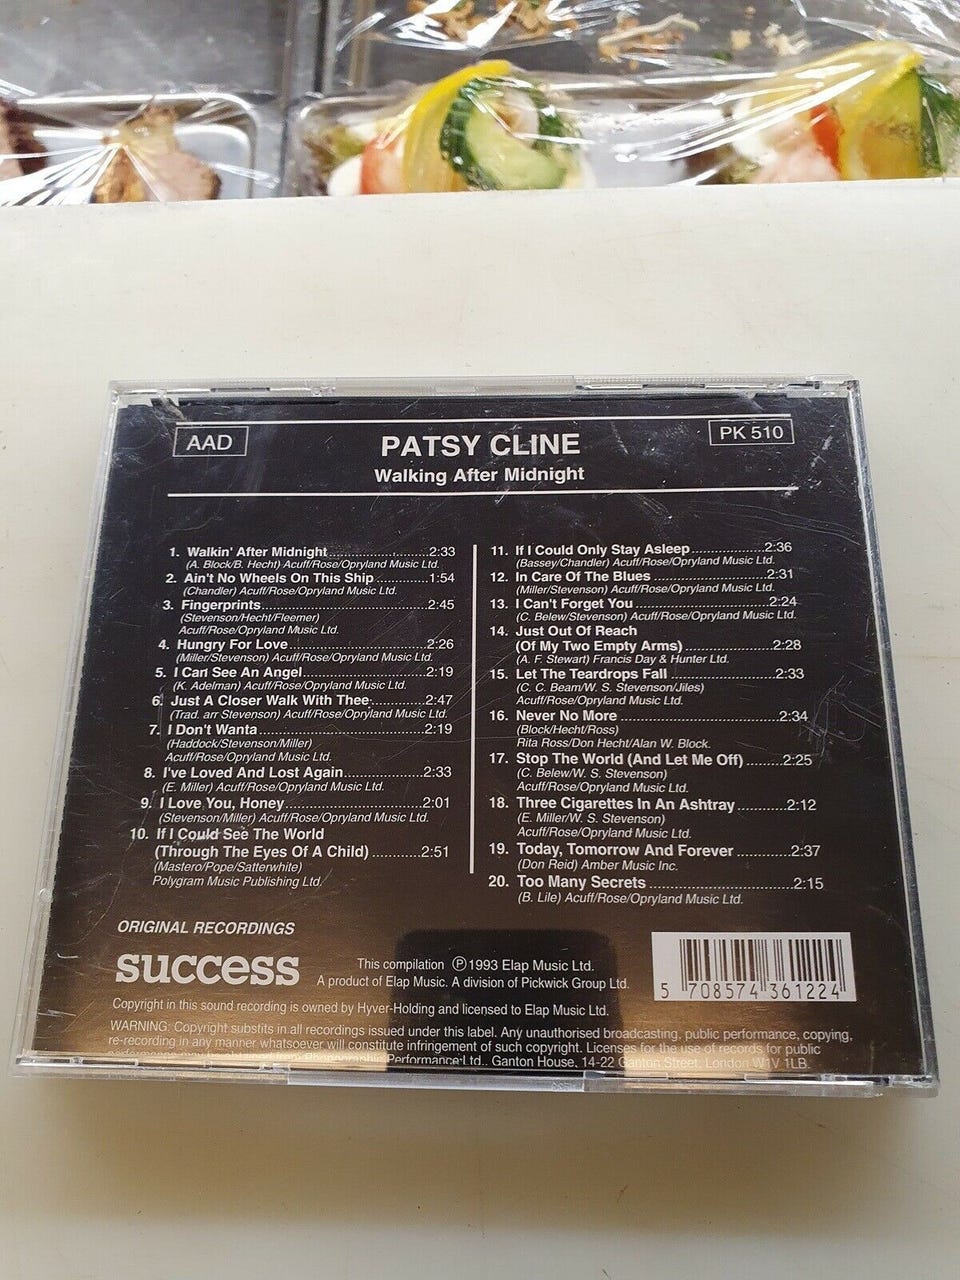 AAD
PATSY CLINE
PK 510
Walking After Midnight
1. Walkin' After Midnight..........................2:33
(A. Block/B. Hecht) Acuff/Rose/Opryland Music Ltd.
2. Ain't No Wheels On This Ship.............1:54
(Chandler) Acuff/Rose/Opryland Music Ltd.
3. Fingerprints..........................................2:45
(Stevenson/Hecht/Fleemer)
Acuff/Rose/Opryland Music Ltd.
4. Hungry For Love...................................2:26
(Miller/Stevenson) Acuff/Rose/Opryland Music Ltd.
5. I Can See An Angel..............................2:19
(K. Adelman) Acuff/Rose/Opryland Music Ltd.
6. Just A Closer Walk With Thee.............2:47
(Trad. arr Stevenson) Acuff/Rose/Opryland Music Ltd.
7. I Don't Wanta........................................2:19
(Haddock/Stevenson/Miller)
Acuff/Rose/Opryland Music Ltd.
8. I've Loved And Lost Again...................2:33
(E. Miller) Acuff/Rose/Opryland Music Ltd.
9. I Love You, Honey.................................2:01
(Stevenson/Miller) Acuff/Rose/Opryland Music Ltd.
10. If I Could See The World
(Through The Eyes Of A Child)............2:51
(Mastero/Pope/Satterwhite)
Polygram Music Publishing Ltd.
11. If I Could Only Stay Asleep..................2:36
(Bassey/Chandler) Acuff/Rose/Opryland Music Ltd.
12. In Care Of The Blues...........................2:31
(Miller/Stevenson) Acuff/Rose/Opryland Music Ltd.
13. I Can't Forget You................................2:24
(C. Belew/Stevenson) Acuff/Rose/Opryland Music Ltd.
14. Just Out Of Reach
(Of My Two Empty Arms)...........................2:28
(A. F. Stewart) Francis Day & Hunter Ltd.
15. Let The Teardrops Fall..........................2:33
(C. C. Beam/W. S. Stevenson/Jiles)
Acuff/Rose/Opryland Music Ltd.
16. Never No More.......................................2:34
(Block/Hecht/Ross)
Rita Ross/Don Hecht/Alan W. Block.
17. Stop The World (And Let Me Off)..........2:25
(C. Belew/W. S. Stevenson)
Acuff/Rose/Opryland Music Ltd.
18. Three Cigarettes In An Ashtray............2:12
(E. Miller/W. S. Stevenson)
Acuff/Rose/Opryland Music Ltd.
19. Today, Tomorrow And Forever....................2:37
(Don Reid) Amber Music Inc.
20. Too Many Secrets...................................2:15
(B. Lile) Acuff/Rose/Opryland Music Ltd.
ORIGINAL RECORDINGS
success
This compilation ℗1993 Elap Music Ltd.
A product of Elap Music. A division of Pickwick Group Ltd.
5 708574 361224
Copyright in this sound recording is owned by Hyver-Holding and licensed to Elap Music Ltd.
WARNING: Copyright substits in all recordings issued under this label. Any unauthorised broadcasting, public performance, copying,
re-recording in any manner whatsoever will constitute infringement of such copyright. Licenses for the use of records for public
performance may be obtained from Phonographic Performance Ltd., Ganton House, 14-22 Ganton Street, London W1V 1LB.